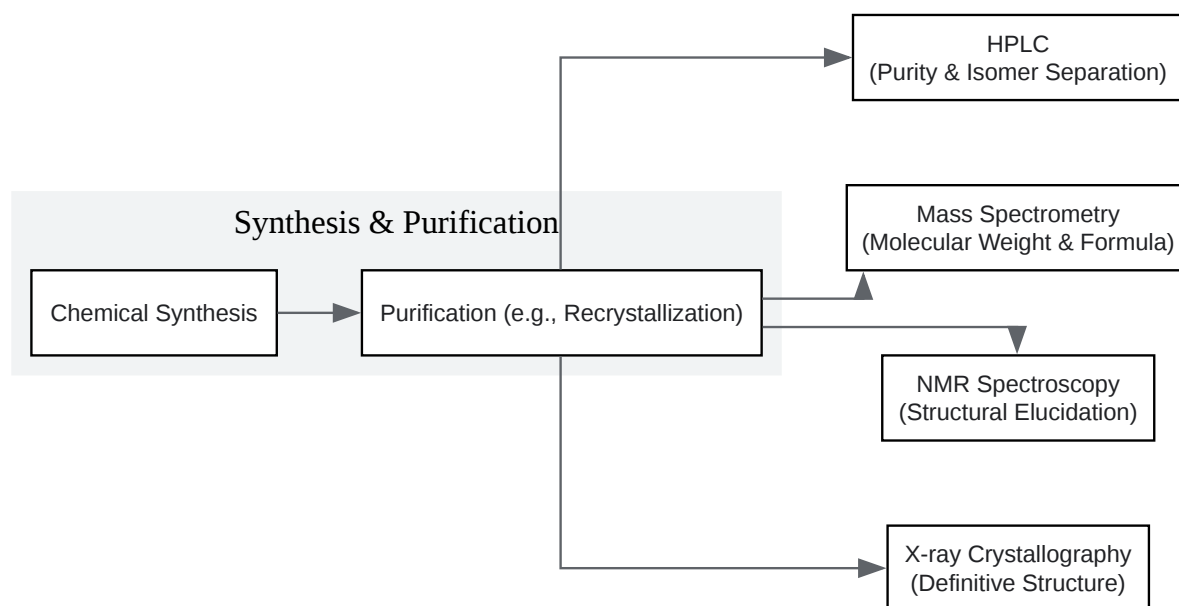 HPLC
(Purity & Isomer Separation)
Synthesis & Purification
Mass Spectrometry
(Molecular Weight & Formula)
Chemical Synthesis
Purification (e.g., Recrystallization)
NMR Spectroscopy
(Structural Elucidation)
X-ray Crystallography
(Definitive Structure)